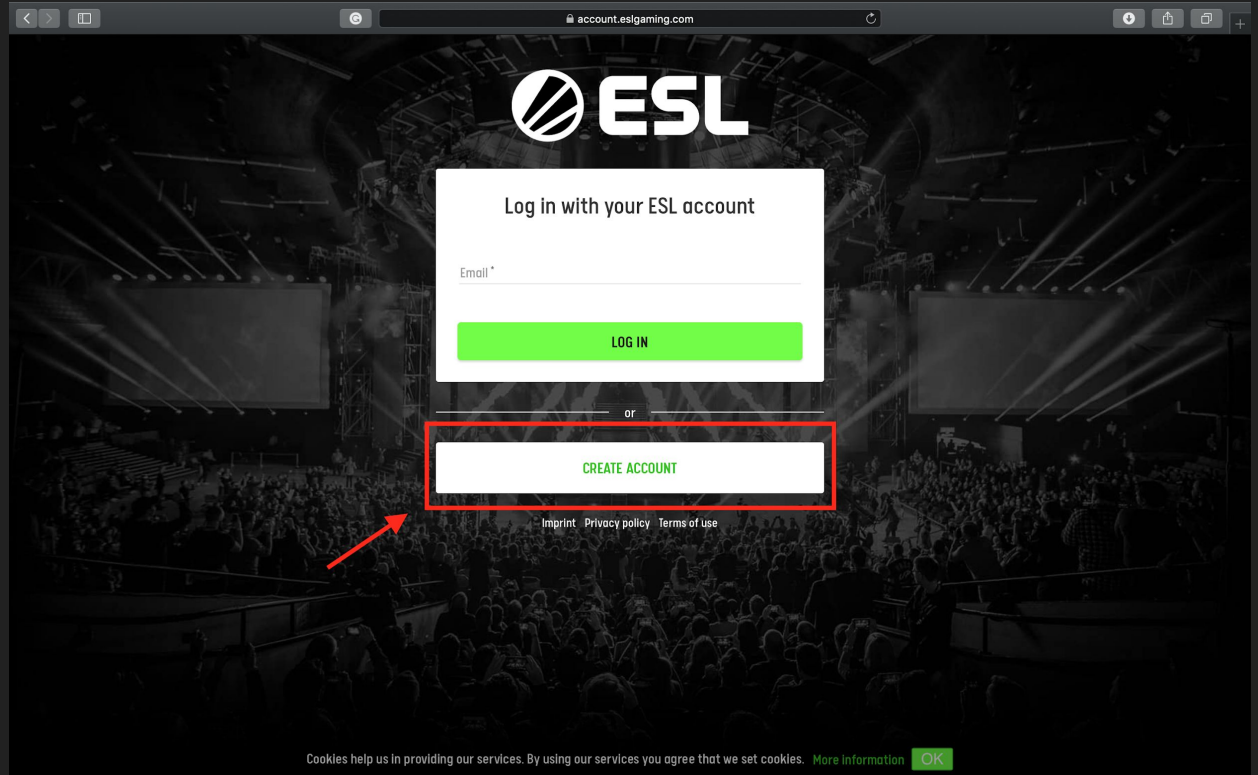 account.eslgaming.com
ESL
Log in with your ESL account
Email *
LOG IN
or
CREATE ACCOUNT
Imprint Privacy policy Terms of use
Cookies help us in providing our services. By using our services you agree that we set cookies. More information OK